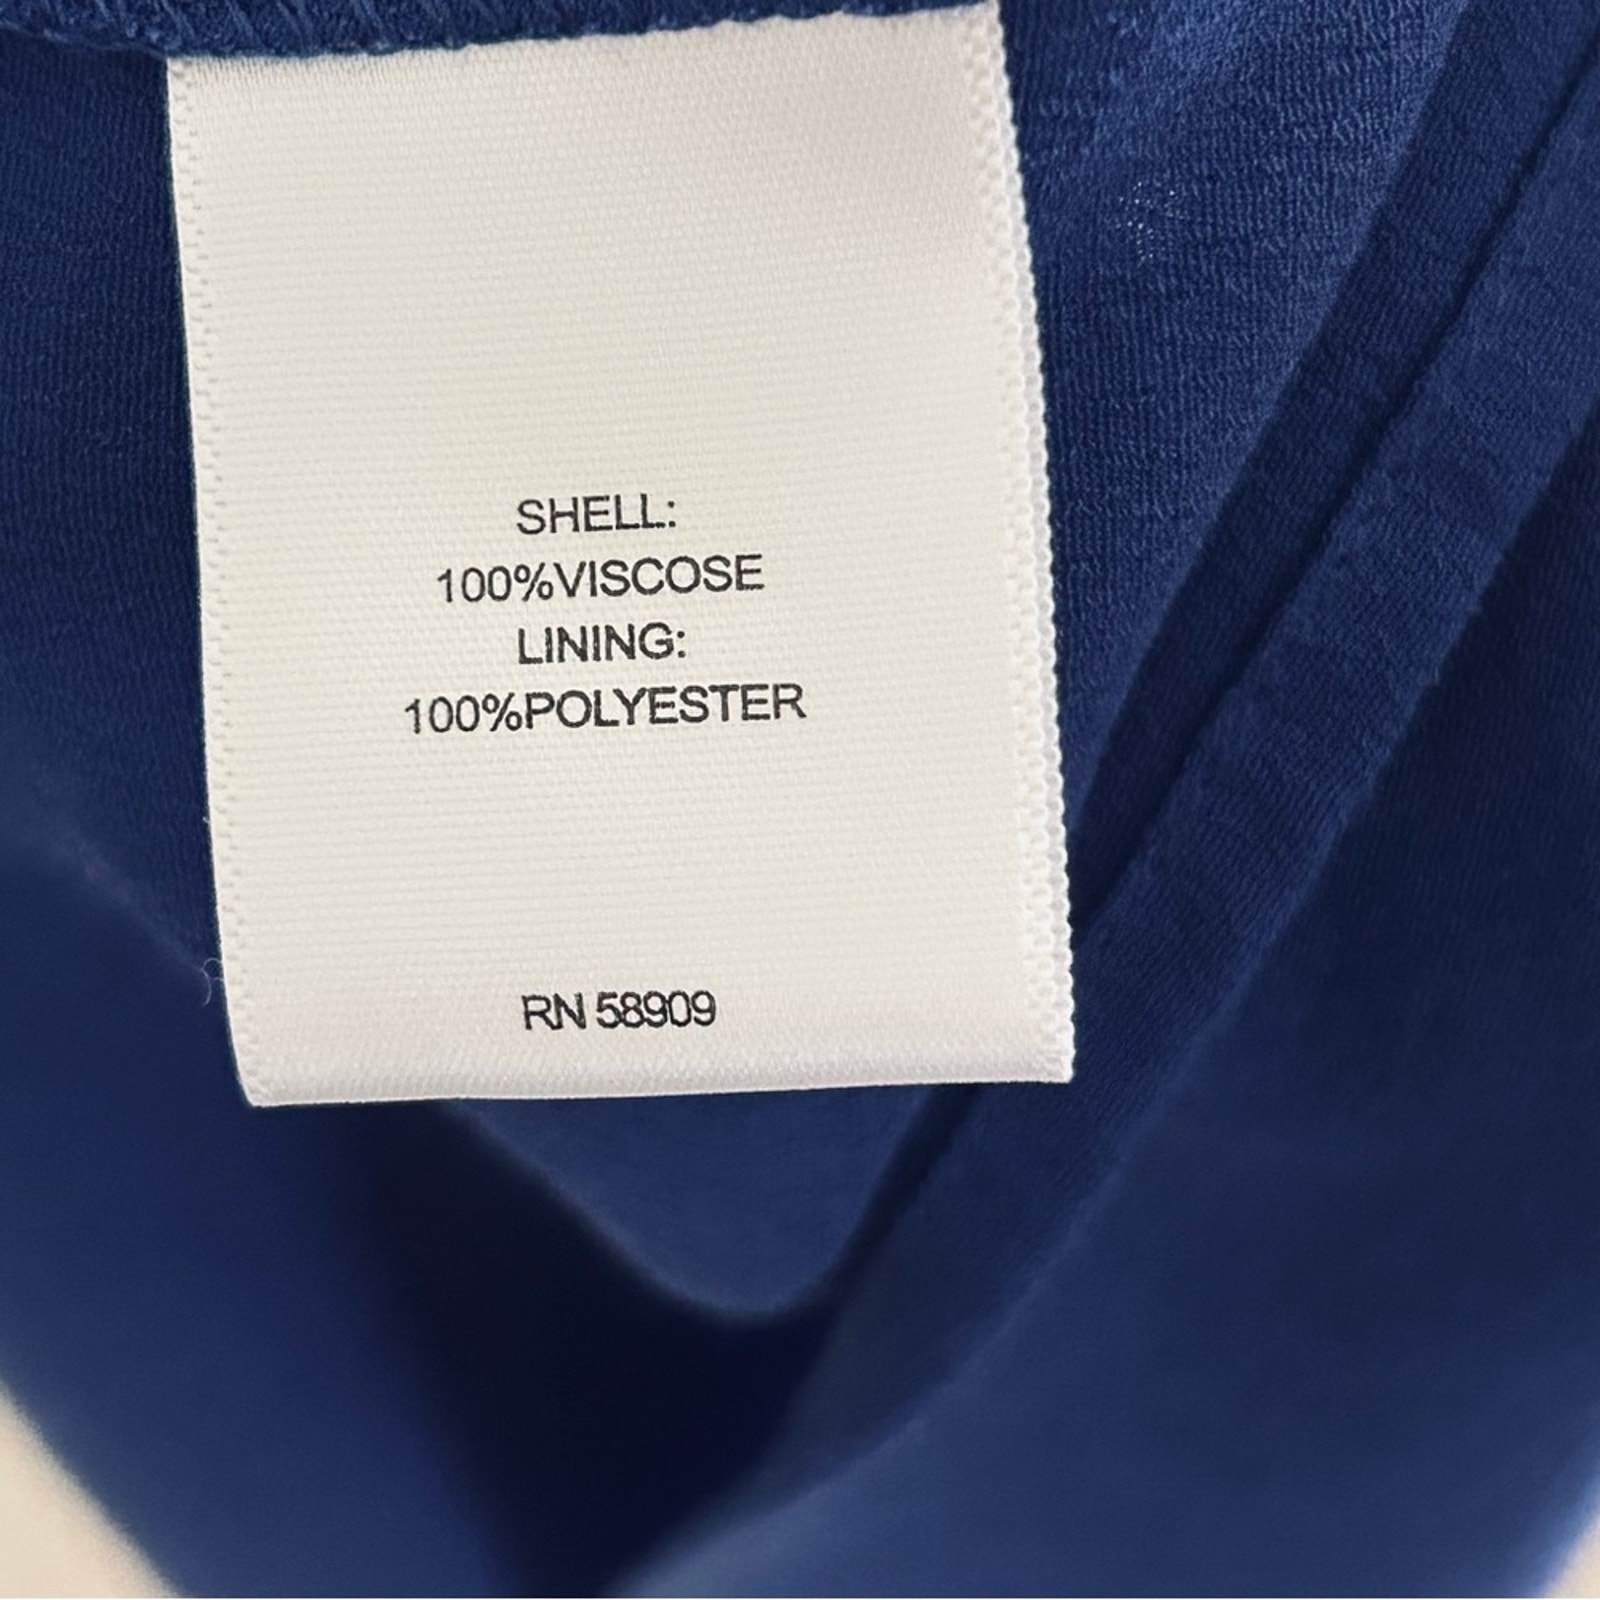 SHELL:
100%VISCOSE
LINING:
100%POLYESTER
RN 58909